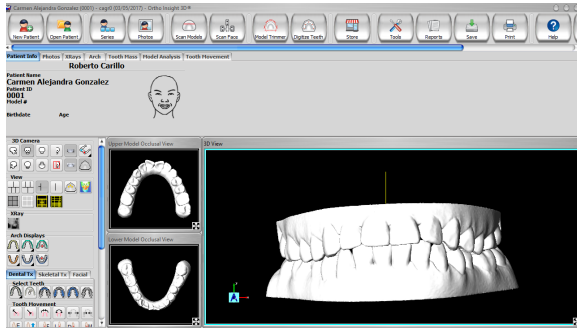 Carmen Alejandra Gonzalez (0001) - cagd (03/05/2017) - Ortho Insight 3D®
New Patient
Open Patient
Series
Photos
Scan Models
Scan Face
Model Trimmer
Digitize Teeth
Store
Tools
Reports
Save
Print
Help
Patient Info Photos XRays Arch Tooth Mass Model Analysis Tooth Movement
Roberto Carillo
Patient Name
Carmen Alejandra Gonzalez
Patient ID
0001
Model #
Birthdate Age
3D Camera
View
XRay
Arch Displays
Dental Tx Skeletal Tx Facial
Select Teeth
Tooth Movement
Upper Model Occlusal View
Lower Model Occlusal View
3D View
A